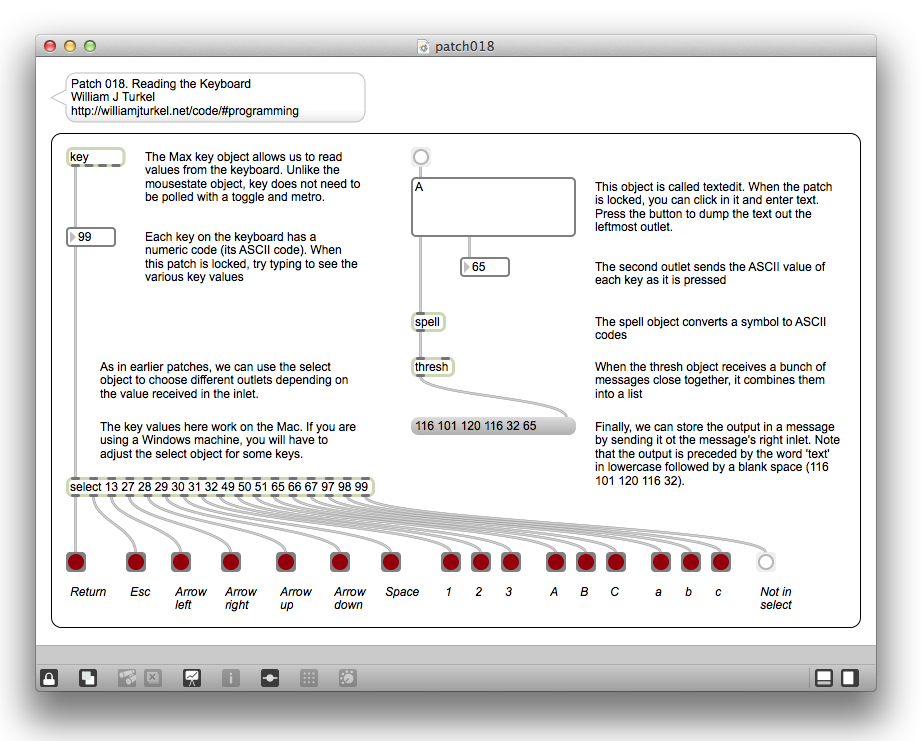 patch018
Patch 018. Reading the Keyboard
William J Turkel
http://williamjturkel.net/code/#programming
key
The Max key object allows us to read
values from the keyboard. Unlike the
mousestate object, key does not need to
be polled with a toggle and metro.
99
Each key on the keyboard has a
numeric code (its ASCII code). When
this patch is locked, try typing to see the
various key values
As in earlier patches, we can use the select
object to choose different outlets depending on
the value received in the inlet.
The key values here work on the Mac. If you are
using a Windows machine, you will have to
adjust the select object for some keys.
A
This object is called textedit. When the patch
is locked, you can click in it and enter text.
Press the button to dump the text out the
leftmost outlet.
65
The second outlet sends the ASCII value of
each key as it is pressed
spell
The spell object converts a symbol to ASCII
codes
thresh
When the thresh object receives a bunch of
messages close together, it combines them
into a list
116 101 120 116 32 65
Finally, we can store the output in a message
by sending it ot the message's right inlet. Note
that the output is preceded by the word 'text'
in lowercase followed by a blank space (116
101 120 116 32).
select 13 27 28 29 30 31 32 49 50 51 65 66 67 97 98 99
Return
Esc
Arrow
left
Arrow
right
Arrow
up
Arrow
down
Space
1
2
3
A
B
C
a
b
c
Not in
select